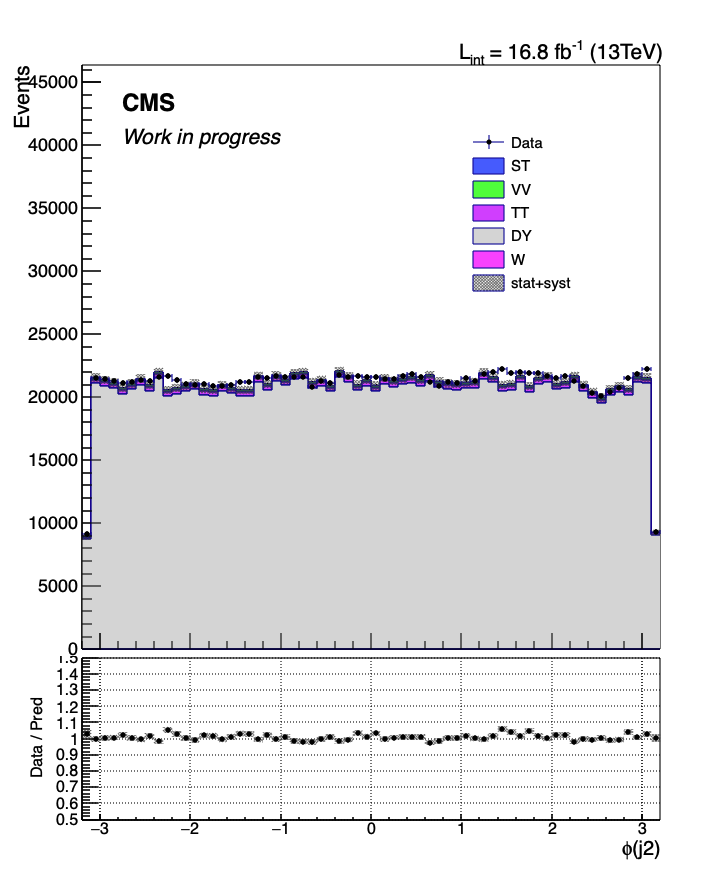 L_int = 16.8 fb⁻¹ (13TeV)
Events
45000
40000
35000
30000
25000
20000
15000
10000
5000
0
CMS
Work in progress
Data
ST
VV
TT
DY
W
stat+syst
Data / Pred
1.5
1.4
1.3
1.2
1.1
1
0.9
0.8
0.7
0.6
0.5
−3 −2 −1 0 1 2 3
ϕ(j2)